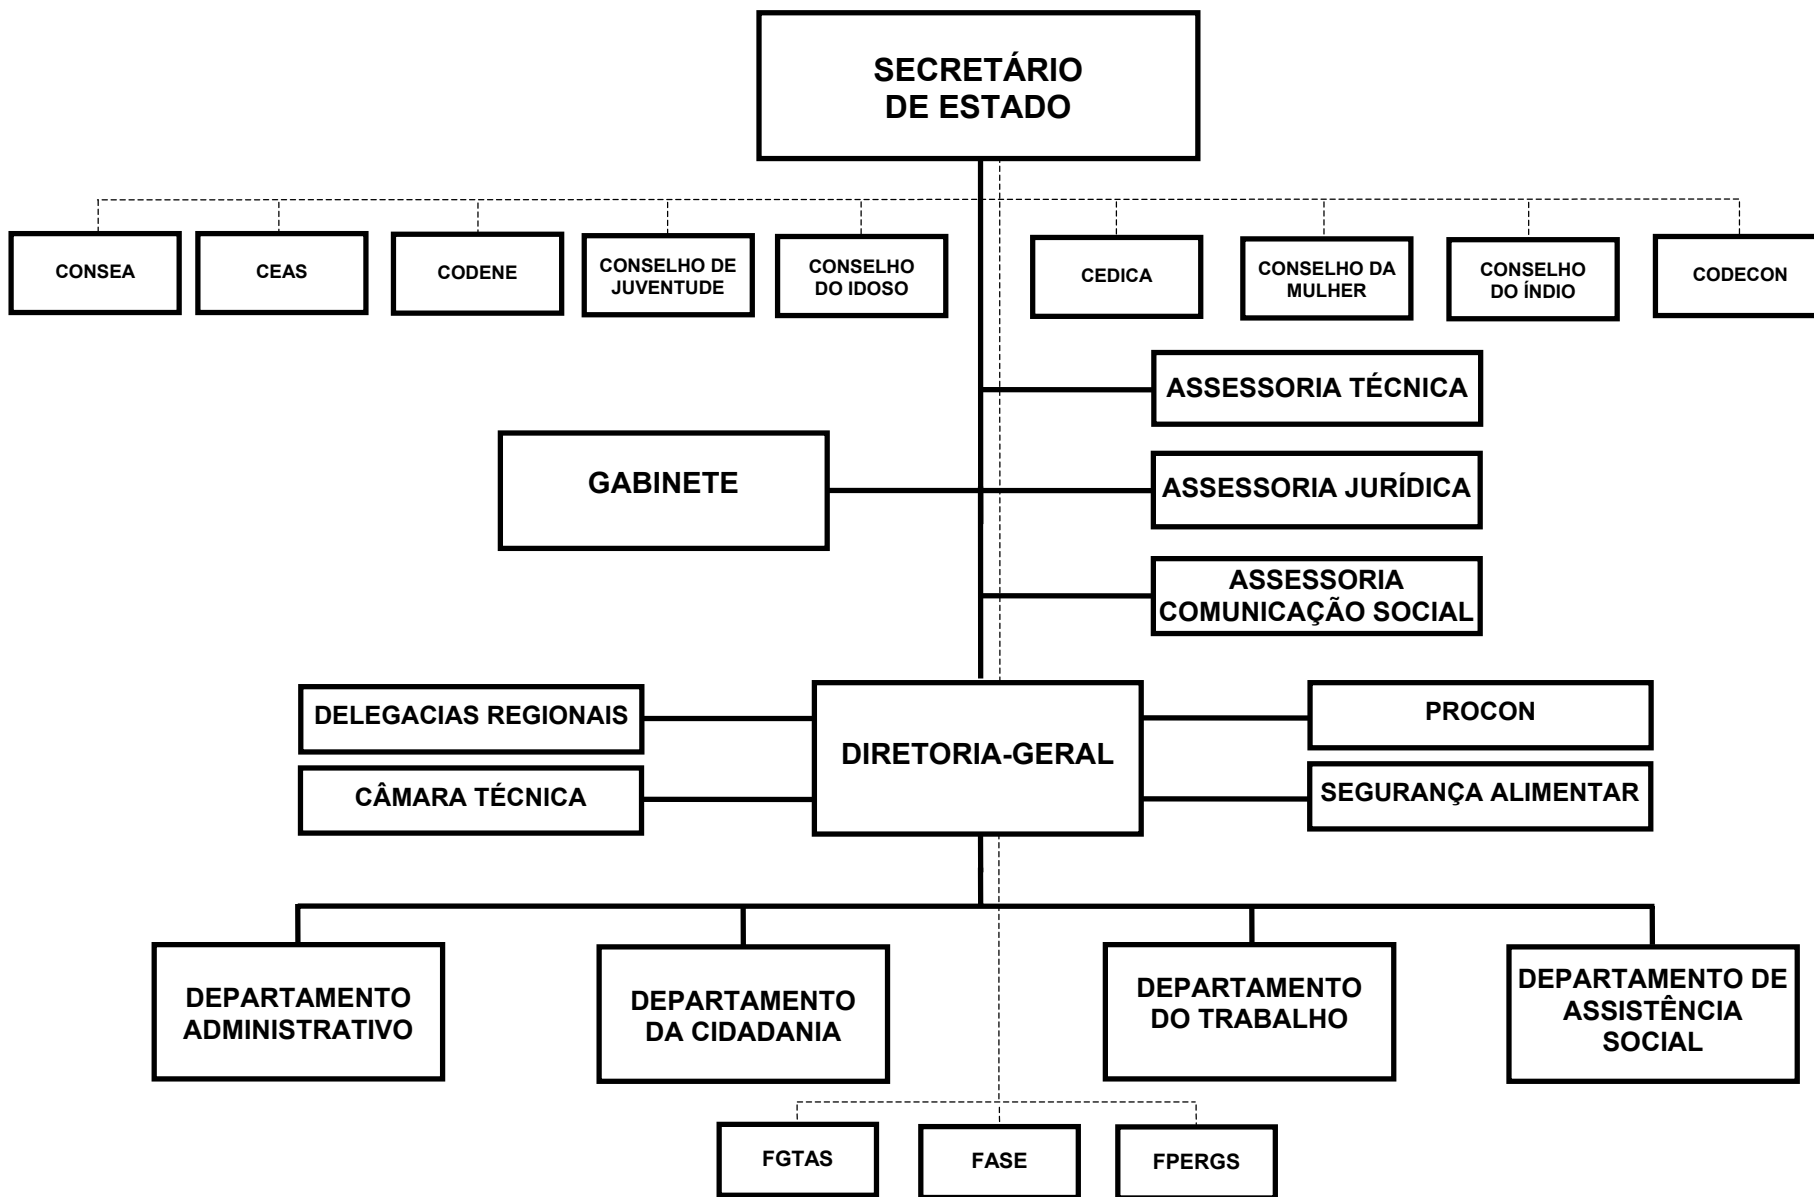 SECRETÁRIO
DE ESTADO
CONSEA
CEAS
CODENE
CONSELHO DE
JUVENTUDE
CONSELHO
DO IDOSO
CEDICA
CONSELHO DA
MULHER
CONSELHO
DO ÍNDIO
CODECON
ASSESSORIA TÉCNICA
GABINETE
ASSESSORIA JURÍDICA
ASSESSORIA
COMUNICAÇÃO SOCIAL
DELEGACIAS REGIONAIS
CÂMARA TÉCNICA
DIRETORIA-GERAL
PROCON
SEGURANÇA ALIMENTAR
DEPARTAMENTO
ADMINISTRATIVO
DEPARTAMENTO
DA CIDADANIA
DEPARTAMENTO
DO TRABALHO
DEPARTAMENTO DE
ASSISTÊNCIA
SOCIAL
FGTAS
FASE
FPERGS